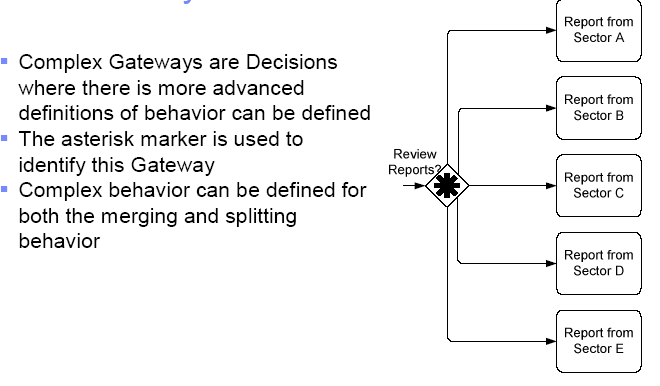 Complex Gateways are Decisions
where there is more advanced
definitions of behavior can be defined
The asterisk marker is used to
identify this Gateway
Complex behavior can be defined for
both the merging and splitting
behavior
Review
Reports?
Report from
Sector A
Report from
Sector B
Report from
Sector C
Report from
Sector D
Report from
Sector E